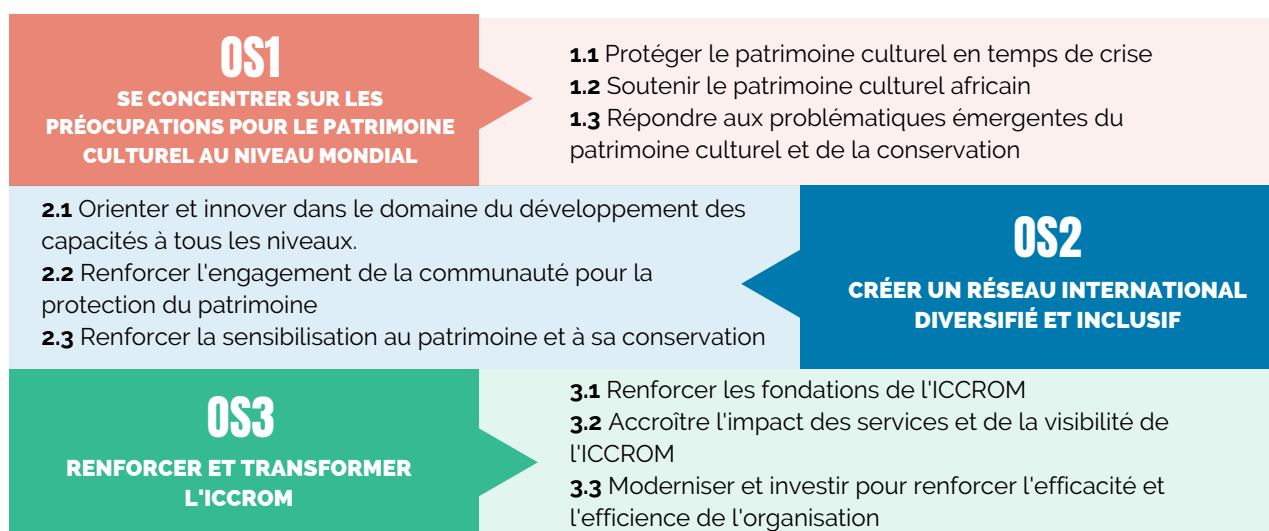 OS1
SE CONCENTRER SUR LES
PRÉOCUPATIONS POUR LE PATRIMOINE
CULTUREL AU NIVEAU MONDIAL
1.1 Protéger le patrimoine culturel en temps de crise
1.2 Soutenir le patrimoine culturel africain
1.3 Répondre aux problématiques émergentes du
patrimoine culturel et de la conservation
2.1 Orienter et innover dans le domaine du développement des
capacités à tous les niveaux.
2.2 Renforcer l'engagement de la communauté pour la
protection du patrimoine
2.3 Renforcer la sensibilisation au patrimoine et à sa conservation
OS2
CRÉER UN RÉSEAU INTERNATIONAL
DIVERSIFIÉ ET INCLUSIF
OS3
RENFORCER ET TRANSFORMER
L'ICCROM
3.1 Renforcer les fondations de l'ICCROM
3.2 Accroître l'impact des services et de la visibilité de
l'ICCROM
3.3 Moderniser et investir pour renforcer l'efficacité et
l'efficience de l'organisation